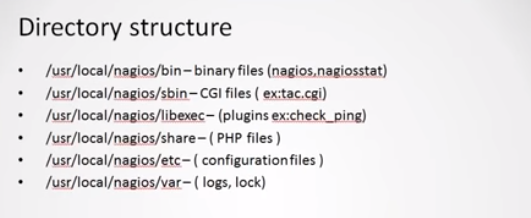 Directory structure
• /usr/local/nagios/bin– binary files (nagios,nagiosstat)
• /usr/local/nagios/sbin– CGI files ( ex:tac.cgi)
• /usr/local/nagios/libexec– (plugins ex:check_ping)
• /usr/local/nagios/share– ( PHP files )
• /usr/local/nagios/etc– ( configuration files )
• /usr/local/nagios/var– ( logs, lock)